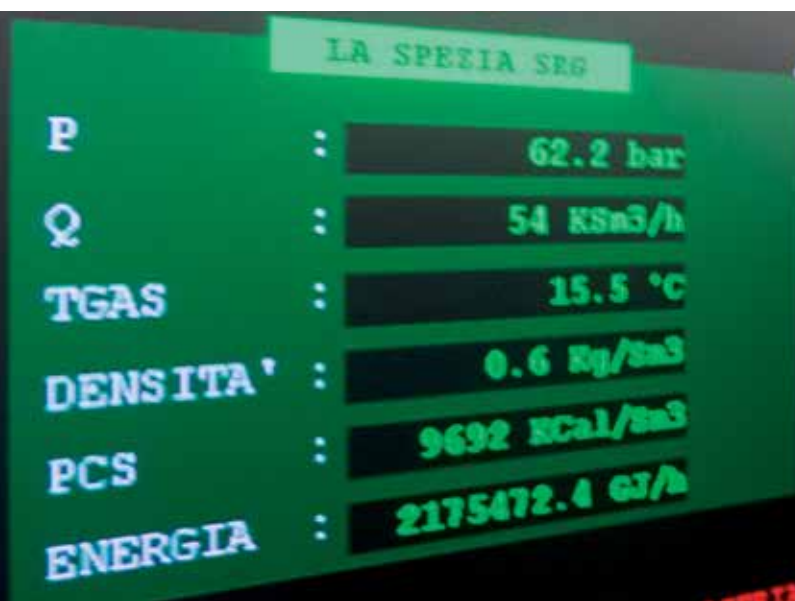 LA SPEZIA SRG
P : 62.2 bar
Q : 54 KSm3/h
TGAS : 15.5 °C
DENSITA' : 0.6 Kg/Sm3
PCS : 9692 KCal/Sm3
ENERGIA : 2175472.4 GJ/h